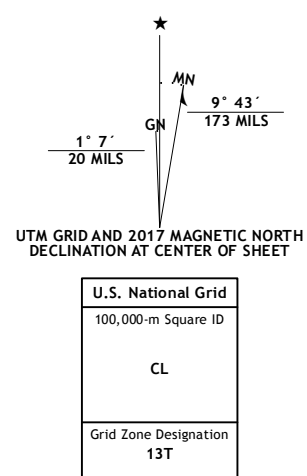 MN
GN
9° 43´
173 MILS
1° 7´
20 MILS
UTM GRID AND 2017 MAGNETIC NORTH
DECLINATION AT CENTER OF SHEET
U.S. National Grid
100,000-m Square ID
CL
Grid Zone Designation
13T